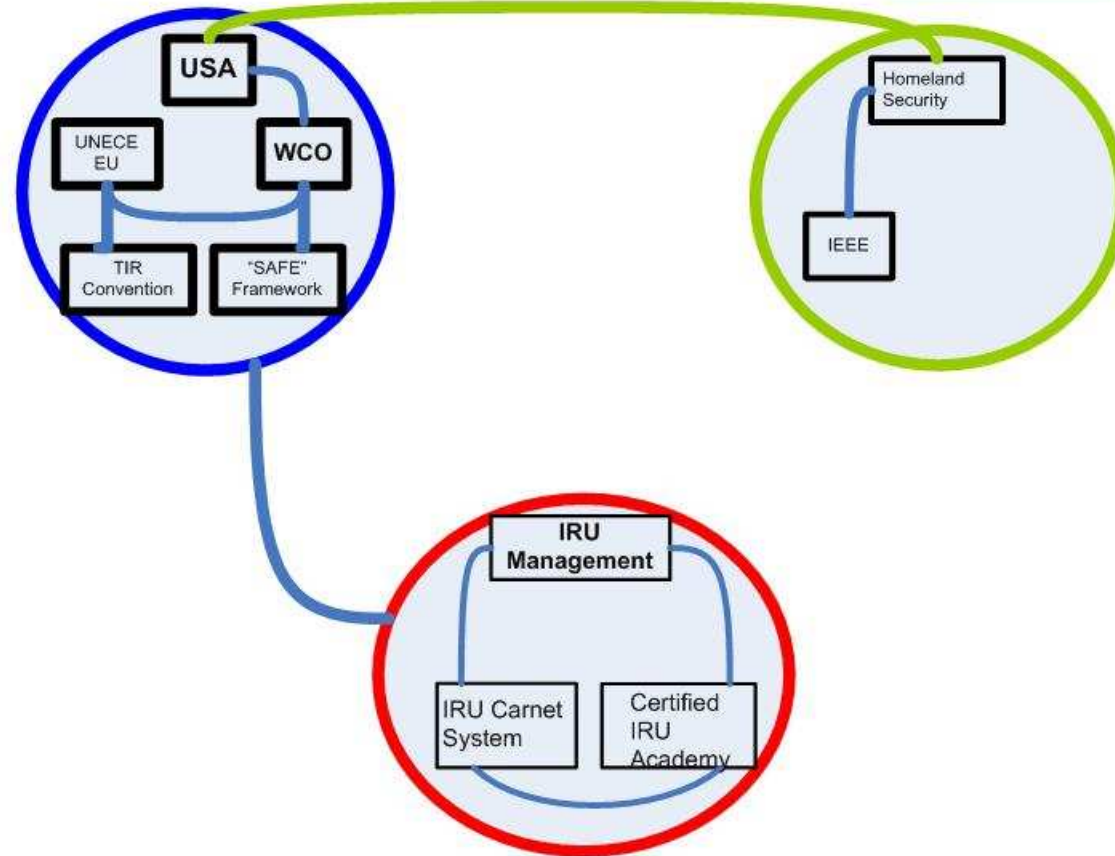 USA
UNECE
EU
WCO
TIR
Convention
"SAFE"
Framework
Homeland
Security
IEEE
IRU
Management
IRU Carnet
System
Certified
IRU
Academy